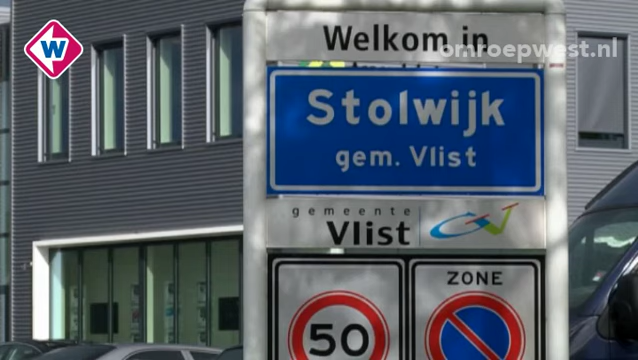 W
omroepwest.nl
Welkom in
Stolwijk
gem. Vlist
gemeente
Vlist
ZONE
50